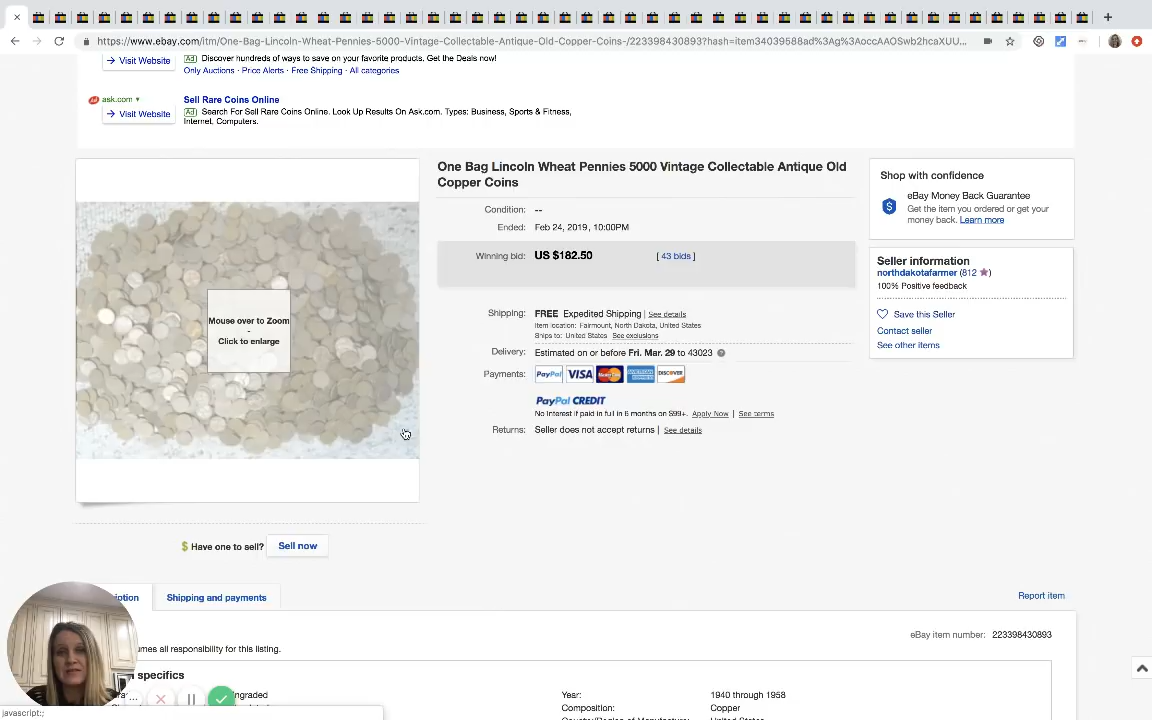 https://www.ebay.com/itm/One-Bag-Lincoln-Wheat-Pennies-5000-Vintage-Collectable-Antique-Old-Copper-Coins-/223398430893?hash=item34039588ad%3Ag%3AoccAAOSwb2hcaXUU...
→ Visit Website
Ad Discover hundreds of ways to save on your favorite products. Get the Deals now!
Only Auctions · Price Alerts · Free Shipping · All categories
ask.com ▾
Sell Rare Coins Online
→ Visit Website
Ad Search For Sell Rare Coins Online. Look Up Results On Ask.com. Types: Business, Sports & Fitness,
Internet, Computers.
Mouse over to Zoom
-
Click to enlarge
Have one to sell? Sell now
One Bag Lincoln Wheat Pennies 5000 Vintage Collectable Antique Old
Copper Coins
Condition: --
Ended: Feb 24, 2019 , 10:00PM
Winning bid: US $182.50 [ 43 bids ]
Shipping: FREE Expedited Shipping | See details
Item location: Fairmount, North Dakota, United States
Ships to: United States See exclusions
Delivery: Estimated on or before Fri. Mar. 29 to 43023
Payments: PayPal VISA MasterCard DISCOVER
PayPal CREDIT
No Interest if paid in full in 6 months on $99+. Apply Now | See terms
Returns: Seller does not accept returns | See details
Shop with confidence
eBay Money Back Guarantee
Get the item you ordered or get your
money back. Learn more
Seller information
northdakotafarmer (812 )
100% Positive feedback
Save this Seller
Contact seller
See other items
Shipping and payments
Report item
eBay item number: 223398430893
all responsibility for this listing.
specifics
Year: 1940 through 1958
Composition: Copper
javascript:;